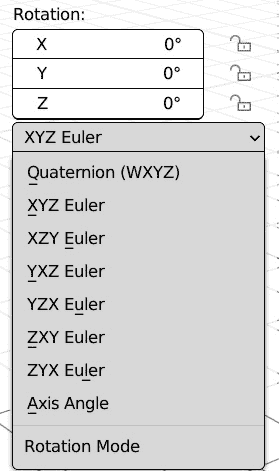 Rotation:
X 0°
Y 0°
Z 0°
XYZ Euler
Quaternion (WXYZ)
XYZ Euler
XZY Euler
YXZ Euler
YZX Euler
ZXY Euler
ZYX Euler
Axis Angle
Rotation Mode